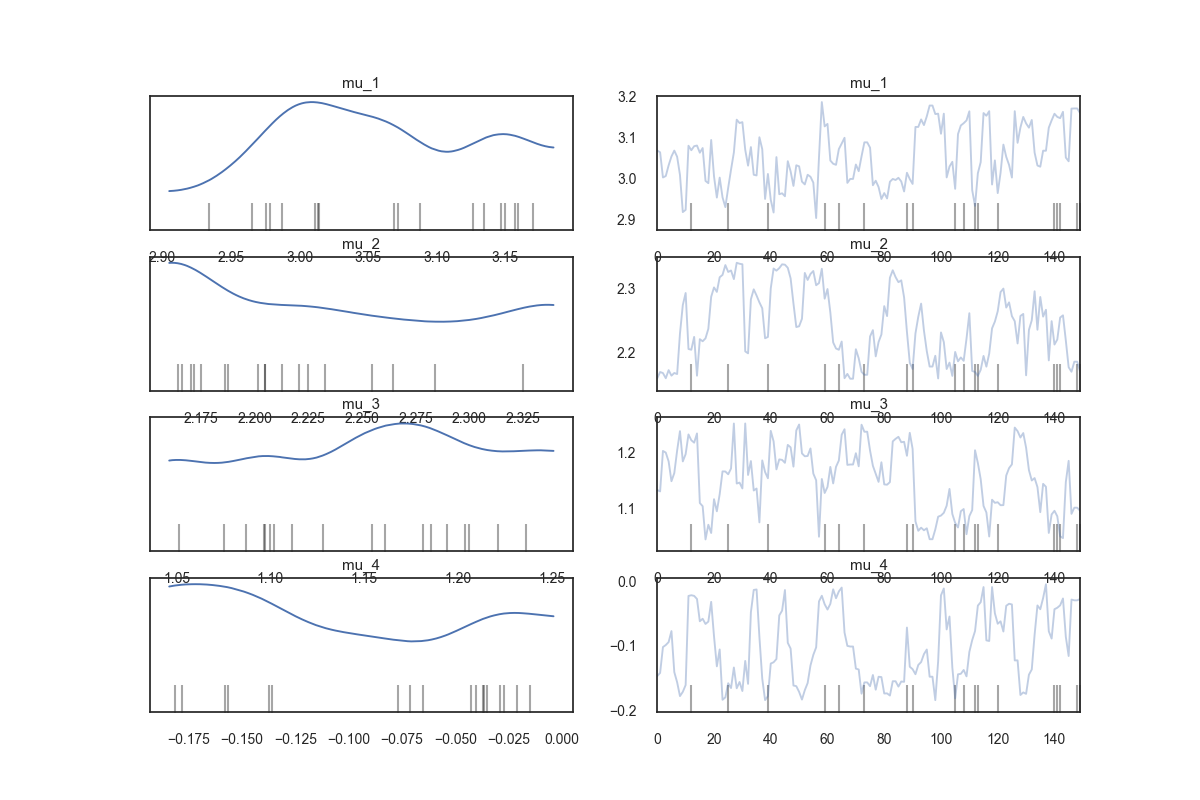 mu_1 mu_1
3.2
3.1
3.0
2.9
2.90 2.95 3.00 3.05 3.10 3.15
mu_2 mu_2
0 20 40 60 80 100 120 140
2.3
2.2
2.175 2.200 2.225 2.250 2.275 2.300 2.325
mu_3 mu_3
0 20 40 60 80 100 120 140
1.2
1.1
1.05 1.10 1.15 1.20 1.25
mu_4 mu_4
0 20 40 60 80 100 120 140
0.0
−0.1
−0.2
−0.175 −0.150 −0.125 −0.100 −0.075 −0.050 −0.025 0.000
0 20 40 60 80 100 120 140